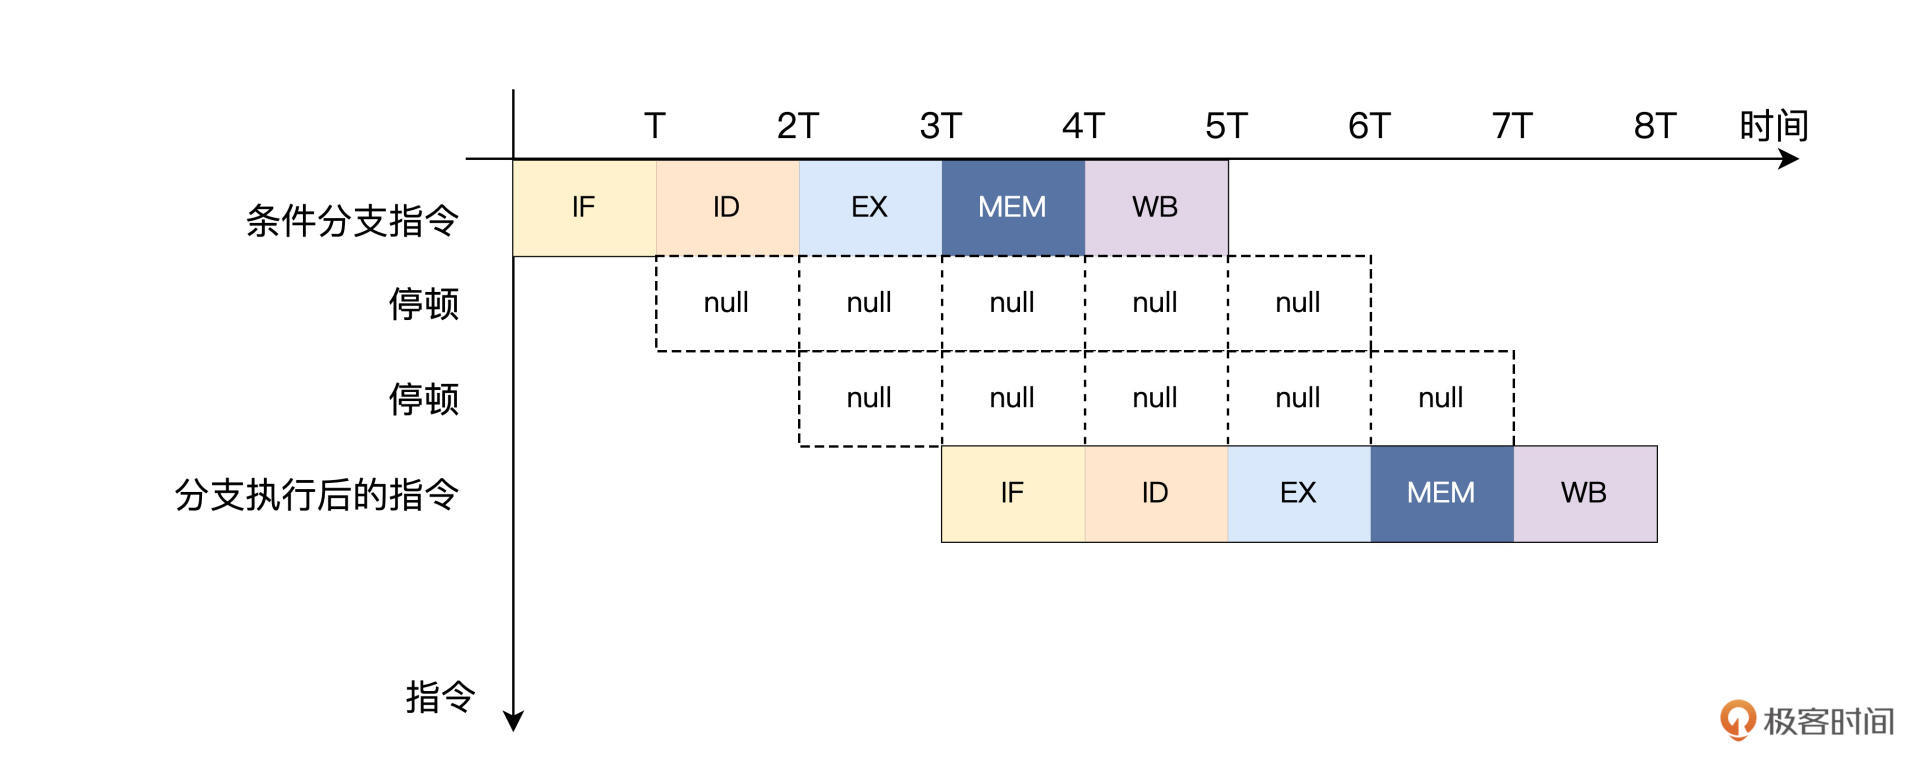 T 2T 3T 4T 5T 6T 7T 8T 时间
条件分支指令 IF ID EX MEM WB
停顿 null null null null null
停顿 null null null null null
分支执行后的指令 IF ID EX MEM WB
指令
极客时间